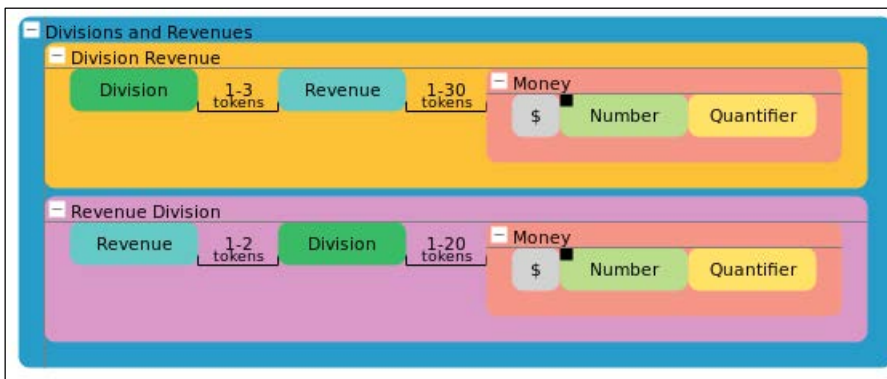 Divisions and Revenues
Division Revenue
Division 1-3 tokens Revenue 1-30 tokens Money
$ Number Quantifier
Revenue Division
Revenue 1-2 tokens Division 1-20 tokens Money
$ Number Quantifier